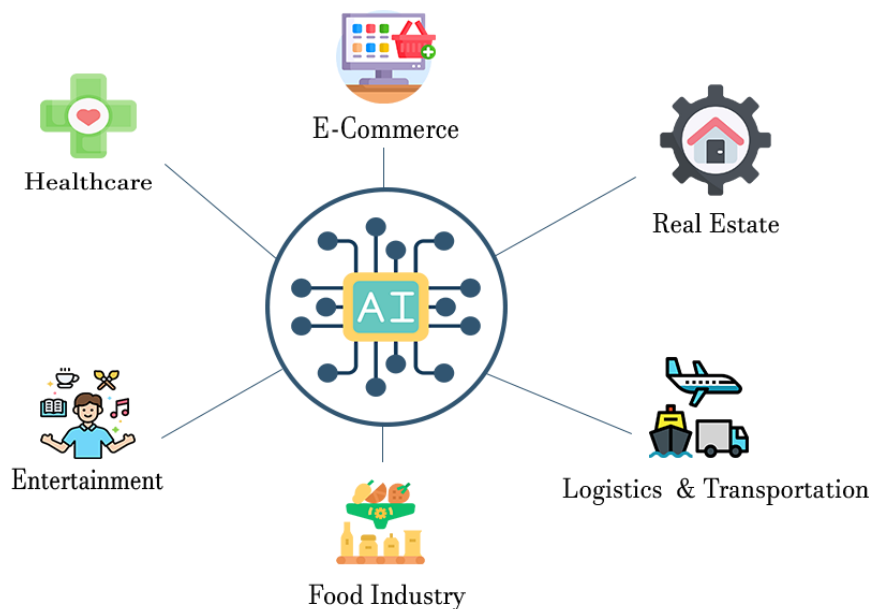 E-Commerce
Healthcare
Real Estate
AI
Entertainment
Logistics & Transportation
Food Industry